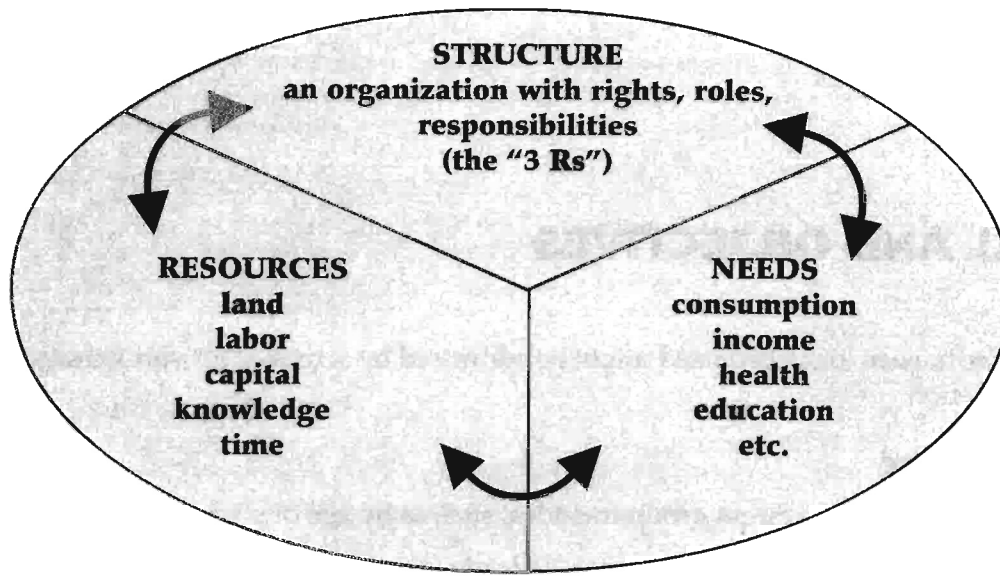 STRUCTURE
an organization with rights, roles,
responsibilities
(the "3 Rs")
RESOURCES
land
labor
capital
knowledge
time
NEEDS
consumption
income
health
education
etc.